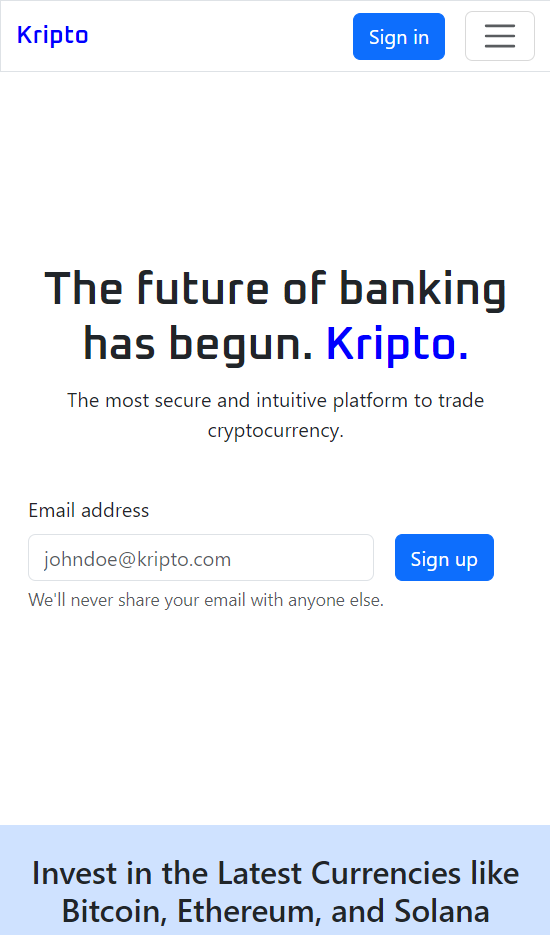 Kripto
Sign in
The future of banking
has begun. Kripto.
The most secure and intuitive platform to trade
cryptocurrency.
Email address
johndoe@kripto.com
Sign up
We'll never share your email with anyone else.
Invest in the Latest Currencies like
Bitcoin, Ethereum, and Solana